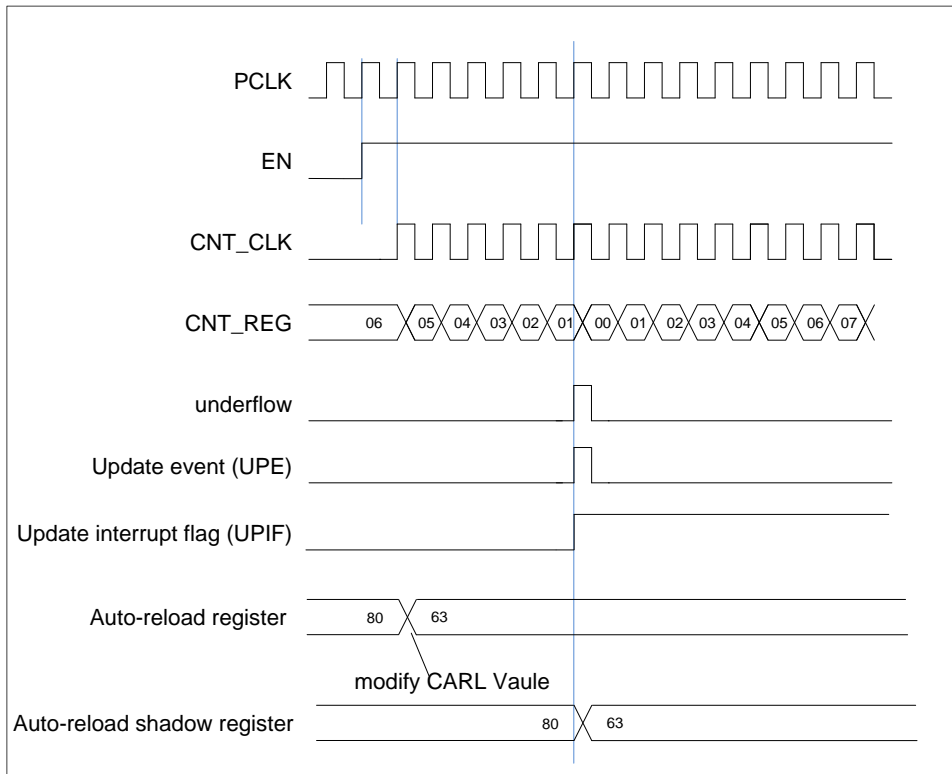 PCLK
EN
CNT_CLK
CNT_REG 06 05 04 03 02 01 00 01 02 03 04 05 06 07
underflow
Update event (UPE)
Update interrupt flag (UPIF)
Auto-reload register 80 63
modify CARL Vaule
Auto-reload shadow register 80 63